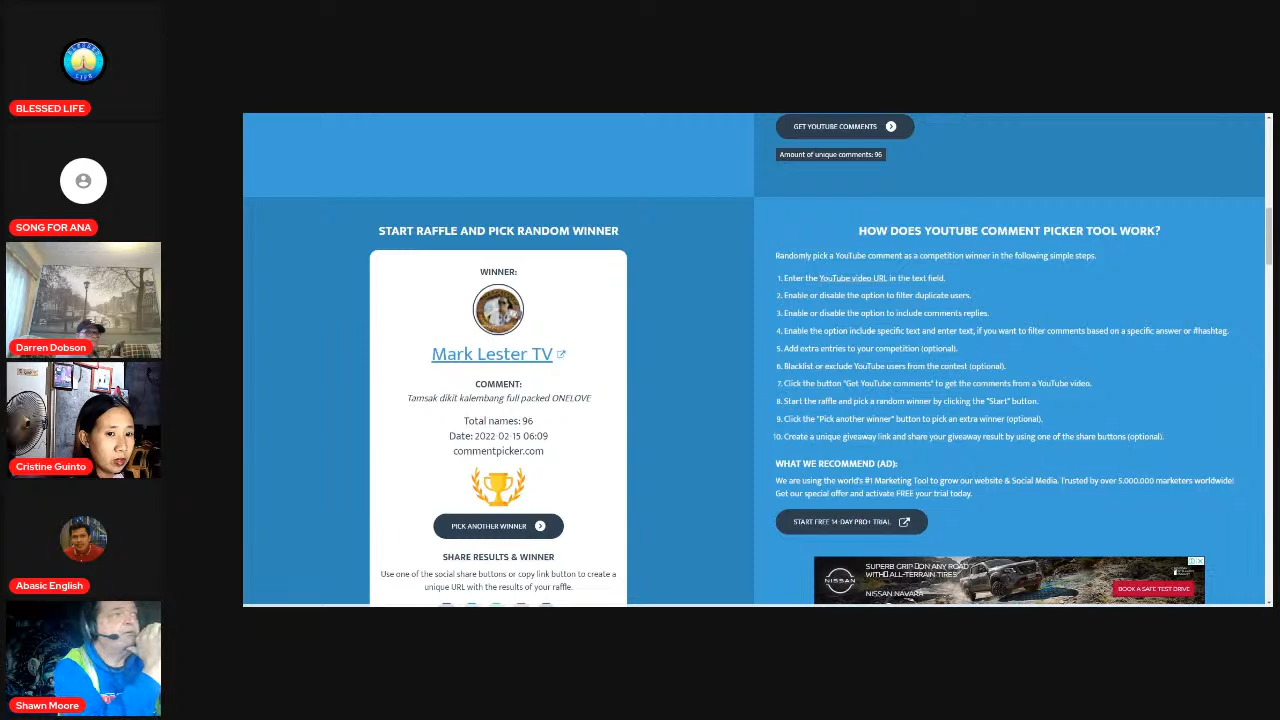 BLESSED LIFE
SONG FOR ANA
Darren Dobson
Cristine Guinto
Abasic English
Shawn Moore
GET YOUTUBE COMMENTS
Amount of unique comments: 96
START RAFFLE AND PICK RANDOM WINNER
WINNER:
Mark Lester TV
COMMENT:
Tamsak dikit kalembang full packed ONELOVE
Total names: 96
Date: 2022-02-15 06:09
commentpicker.com
PICK ANOTHER WINNER
SHARE RESULTS & WINNER
Use one of the social share buttons or copy link button to create a
unique URL with the results of your raffle.
HOW DOES YOUTUBE COMMENT PICKER TOOL WORK?
Randomly pick a YouTube comment as a competition winner in the following simple steps.
1. Enter the YouTube video URL in the text field.
2. Enable or disable the option to filter duplicate users.
3. Enable or disable the option to include comments replies.
4. Enable the option include specific text and enter text, if you want to filter comments based on a specific answer or #hashtag.
5. Add extra entries to your competition (optional).
6. Blacklist or exclude YouTube users from the contest (optional).
7. Click the button "Get YouTube comments" to get the comments from a YouTube video.
8. Start the raffle and pick a random winner by clicking the "Start" button.
9. Click the "Pick another winner" button to pick an extra winner (optional).
10. Create a unique giveaway link and share your giveaway result by using one of the share buttons (optional).
WHAT WE RECOMMEND (AD):
We are using the world's #1 Marketing Tool to grow our website & Social Media. Trusted by over 5.000.000 marketers worldwide!
Get our special offer and activate FREE your trial today.
START FREE 14-DAY PRO+ TRIAL
NISSAN
SUPERB GRIP ON ANY ROAD
WITH ALL-TERRAIN TIRES
NISSAN NAVARA
BOOK A SAFE TEST DRIVE